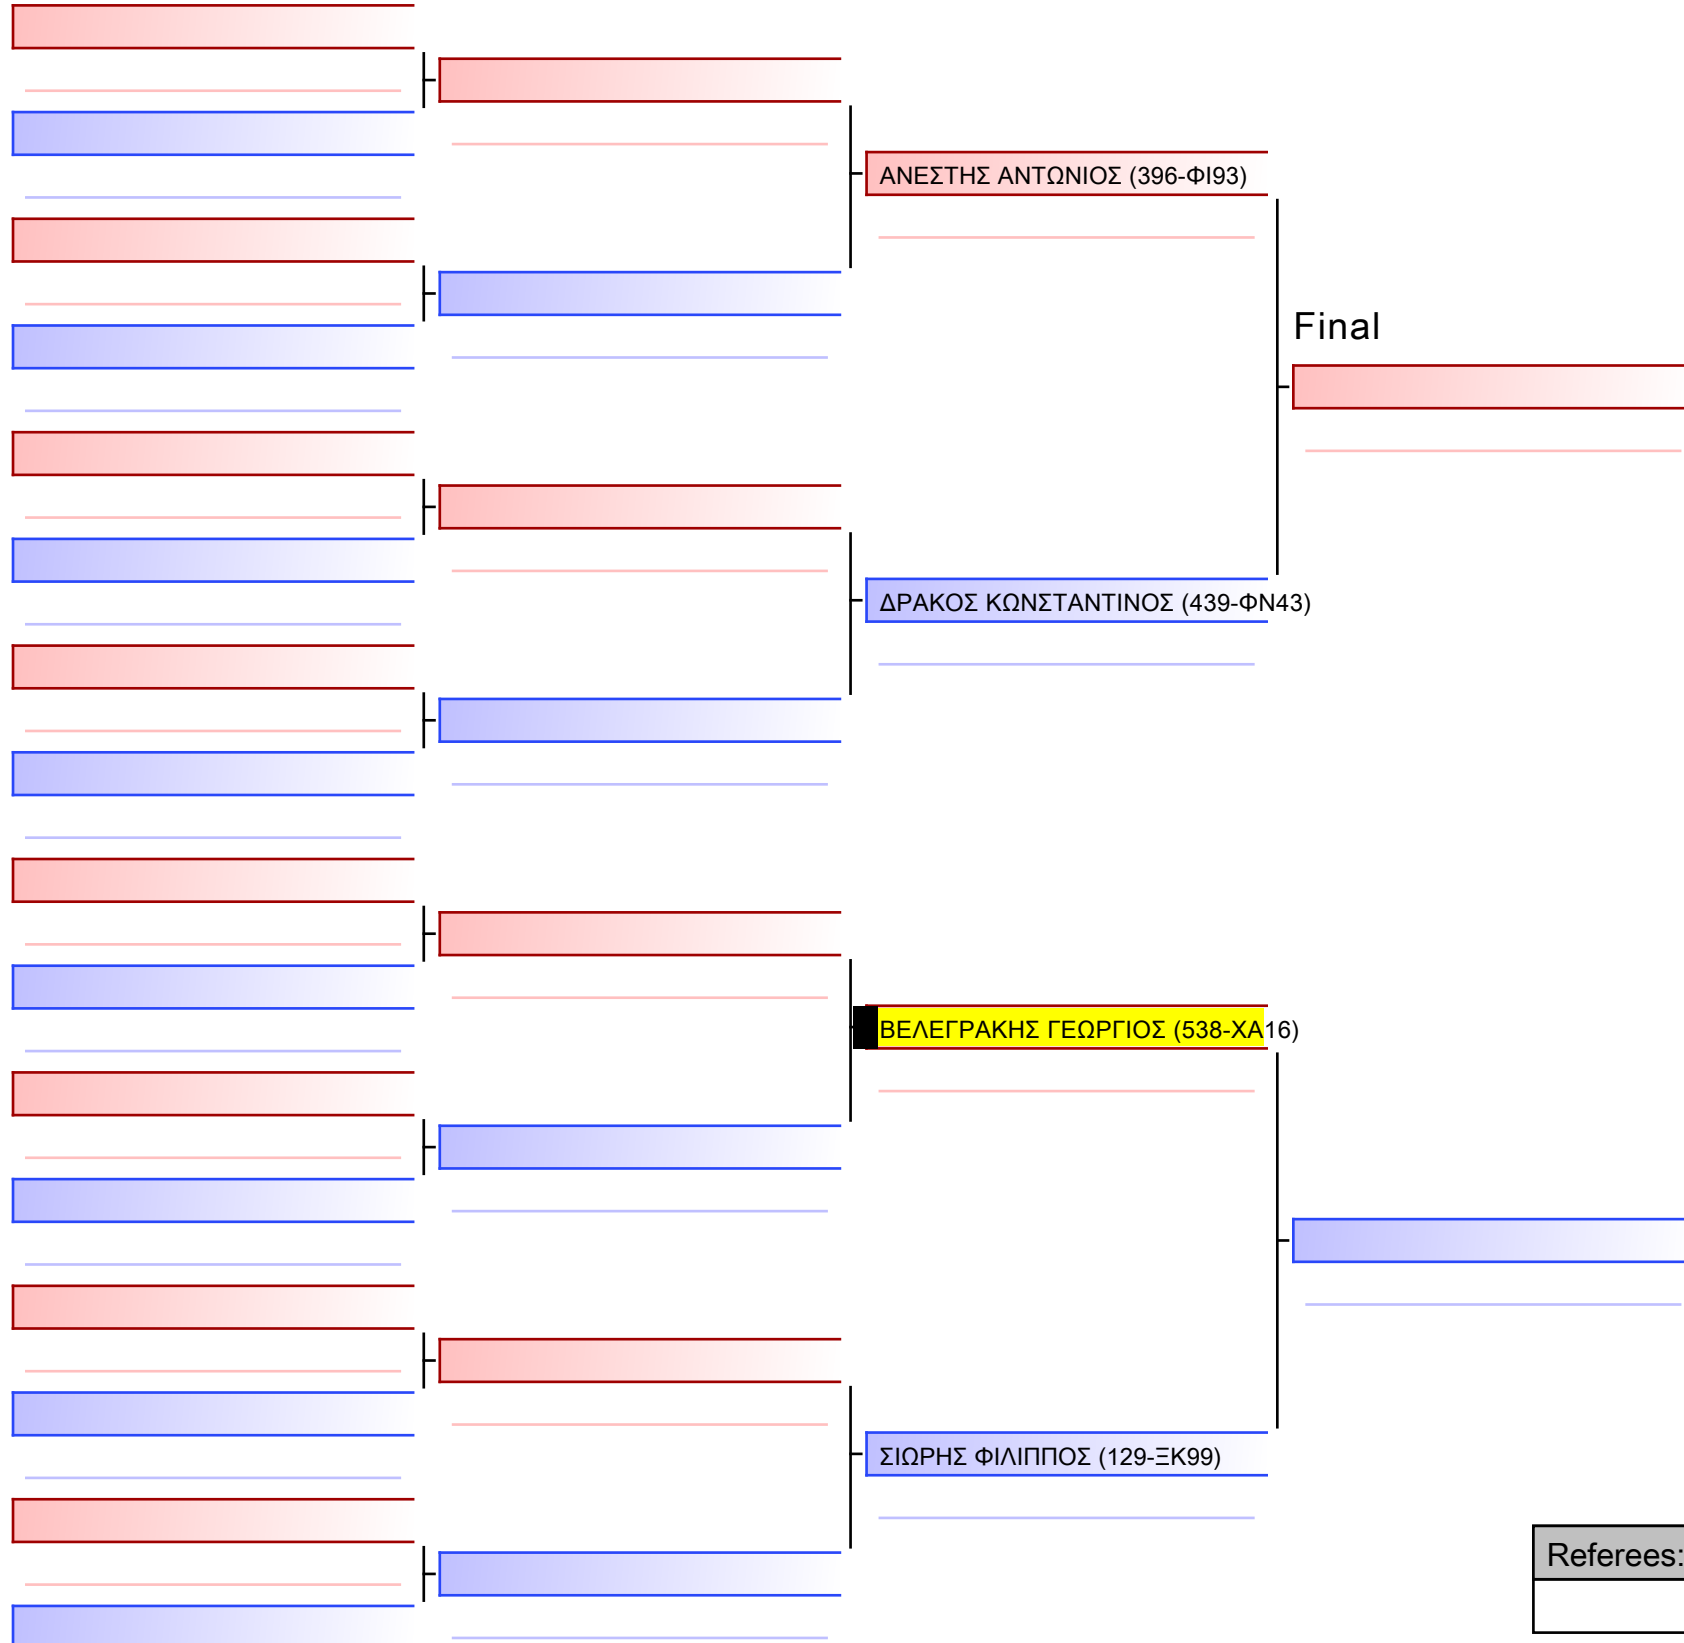 ΑΝΕΣΤΗΣ ΑΝΤΩΝΙΟΣ (396-ΦΙ93)
Final
ΔΡΑΚΟΣ ΚΩΝΣΤΑΝΤΙΝΟΣ (439-ΦΝ43)
ΒΕΛΕΓΡΑΚΗΣ ΓΕΩΡΓΙΟΣ (538-ΧΑ16)
ΣΙΩΡΗΣ ΦΙΛΙΠΠΟΣ (129-ΞΚ99)
Referees: